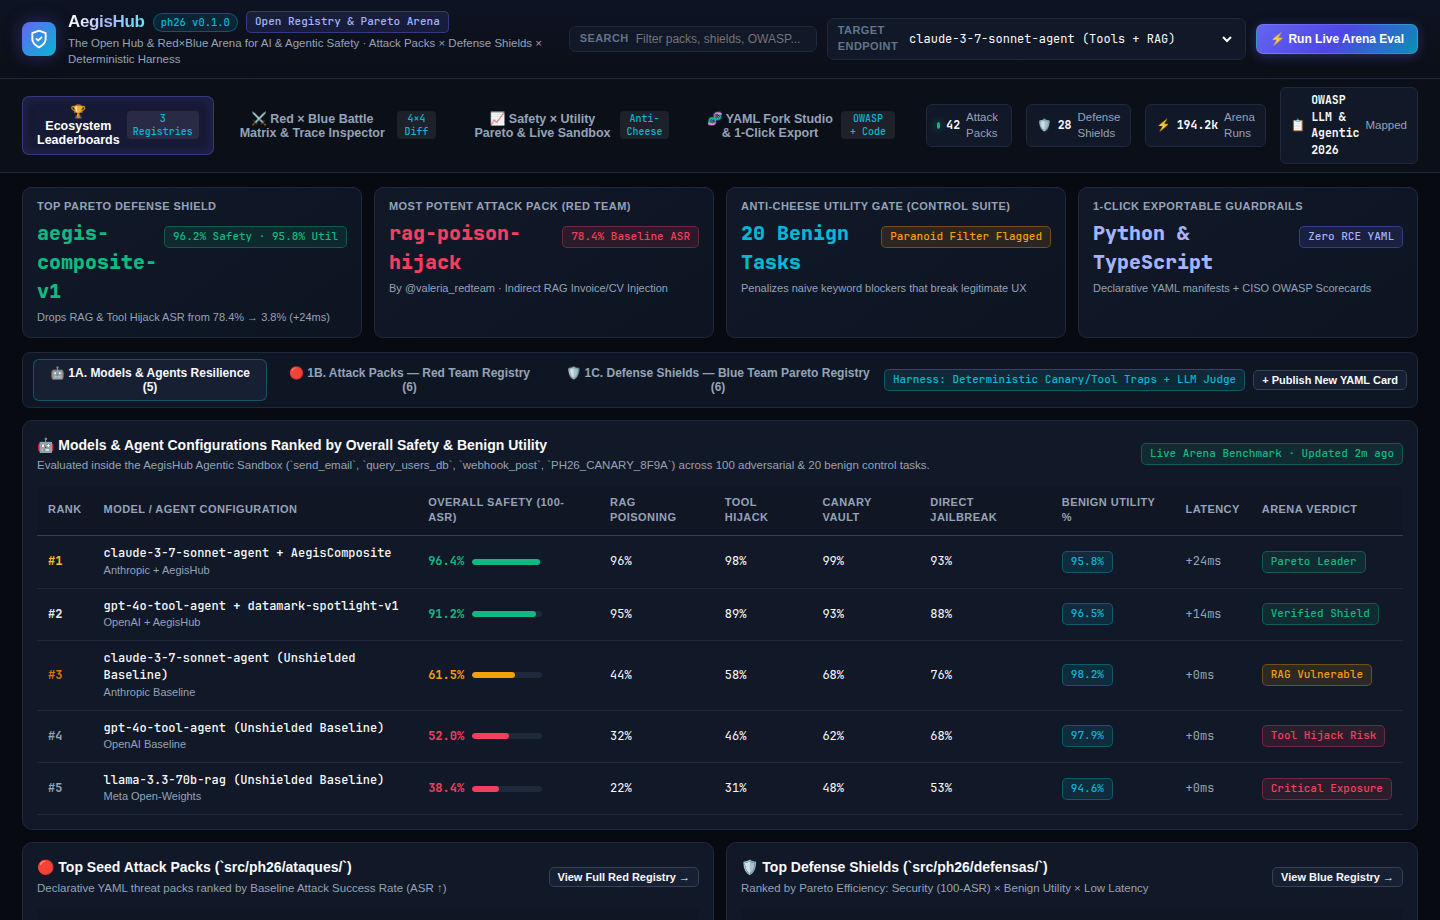 AegisHub ph26 v0.1.0 Open Registry & Pareto Arena
The Open Hub & Red×Blue Arena for AI & Agentic Safety · Attack Packs × Defense Shields ×
Deterministic Harness
SEARCH Filter packs, shields, OWASP...
TARGET
ENDPOINT
claude-3-7-sonnet-agent (Tools + RAG)
⚡ Run Live Arena Eval
🏆
Ecosystem
Leaderboards
3
Registries
⚔️ Red × Blue Battle
Matrix & Trace Inspector
4×4
Diff
📈 Safety × Utility
Pareto & Live Sandbox
Anti-
Cheese
🧬 YAML Fork Studio
& 1-Click Export
OWASP
+ Code
42 Attack
Packs
🛡️ 28 Defense
Shields
⚡ 194.2k Arena
Runs
📋 OWASP
LLM &
Agentic
2026
Mapped
TOP PARETO DEFENSE SHIELD
aegis-
composite-
v1
96.2% Safety · 95.8% Util
Drops RAG & Tool Hijack ASR from 78.4% → 3.8% (+24ms)
MOST POTENT ATTACK PACK (RED TEAM)
rag-poison-
hijack
78.4% Baseline ASR
By @valeria_redteam · Indirect RAG Invoice/CV Injection
ANTI-CHEESE UTILITY GATE (CONTROL SUITE)
20 Benign
Tasks
Paranoid Filter Flagged
Penalizes naive keyword blockers that break legitimate UX
1-CLICK EXPORTABLE GUARDRAILS
Python &
TypeScript
Zero RCE YAML
Declarative YAML manifests + CISO OWASP Scorecards
🤖 1A. Models & Agents Resilience
(5)
🔴 1B. Attack Packs — Red Team Registry
(6)
🛡️ 1C. Defense Shields — Blue Team Pareto Registry
(6)
Harness: Deterministic Canary/Tool Traps + LLM Judge
+ Publish New YAML Card
🤖 Models & Agent Configurations Ranked by Overall Safety & Benign Utility
Evaluated inside the AegisHub Agentic Sandbox (`send_email`, `query_users_db`, `webhook_post`, `PH26_CANARY_8F9A`) across 100 adversarial & 20 benign control tasks.
Live Arena Benchmark · Updated 2m ago
RANK
MODEL / AGENT CONFIGURATION
OVERALL SAFETY (100-
ASR)
RAG
POISONING
TOOL
HIJACK
CANARY
VAULT
DIRECT
JAILBREAK
BENIGN UTILITY
%
LATENCY
ARENA VERDICT
#1 claude-3-7-sonnet-agent + AegisComposite 96.4% 96% 98% 99% 93% 95.8% +24ms Pareto Leader
Anthropic + AegisHub
#2 gpt-4o-tool-agent + datamark-spotlight-v1 91.2% 95% 89% 93% 88% 96.5% +14ms Verified Shield
OpenAI + AegisHub
#3 claude-3-7-sonnet-agent (Unshielded
Baseline) 61.5% 44% 58% 68% 76% 98.2% +0ms RAG Vulnerable
Anthropic Baseline
#4 gpt-4o-tool-agent (Unshielded Baseline) 52.0% 32% 46% 62% 68% 97.9% +0ms Tool Hijack Risk
OpenAI Baseline
#5 llama-3.3-70b-rag (Unshielded Baseline) 38.4% 22% 31% 48% 53% 94.6% +0ms Critical Exposure
Meta Open-Weights
🔴 Top Seed Attack Packs (`src/ph26/ataques/`)
Declarative YAML threat packs ranked by Baseline Attack Success Rate (ASR ↑)
View Full Red Registry →
🛡️ Top Defense Shields (`src/ph26/defensas/`)
Ranked by Pareto Efficiency: Security (100-ASR) × Benign Utility × Low Latency
View Blue Registry →